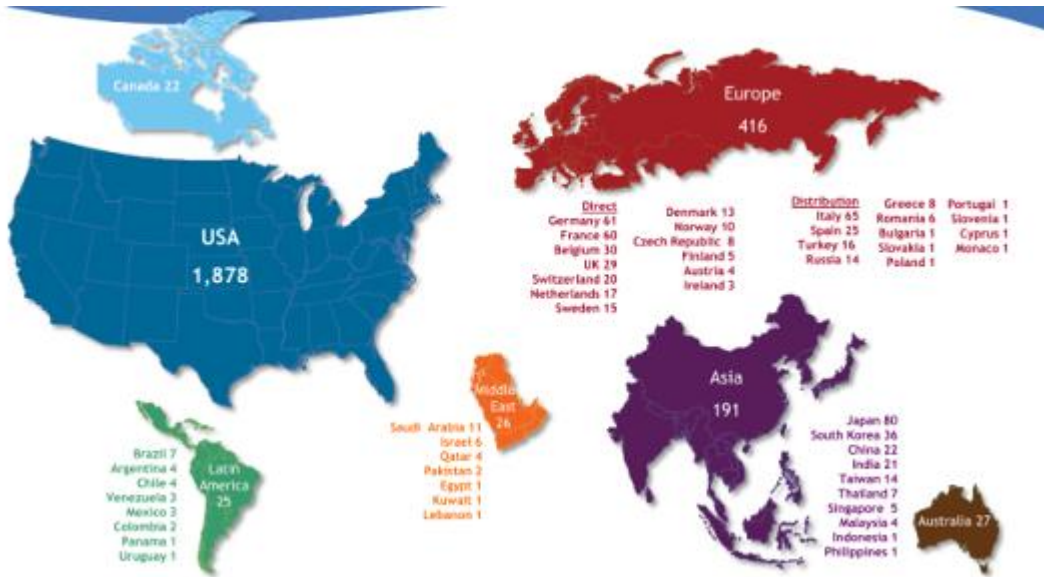 Canada 22
USA
1,878
Europe
416
Direct
Germany 61
France 60
Belgium 30
UK 29
Switzerland 20
Netherlands 17
Sweden 15
Denmark 13
Norway 10
Czech Republic 8
Finland 5
Austria 4
Ireland 3
Distribution
Italy 65
Spain 25
Turkey 16
Russia 14
Greece 8
Romania 6
Bulgaria 1
Slovakia 1
Poland 1
Portugal 1
Slovenia 1
Cyprus 1
Monaco 1
Latin
America
25
Brazil 7
Argentina 4
Chile 4
Venezuela 3
Mexico 3
Colombia 2
Panama 1
Uruguay 1
Middle
East
26
Saudi Arabia 11
Israel 6
Qatar 4
Pakistan 2
Egypt 1
Kuwait 1
Lebanon 1
Asia
191
Japan 80
South Korea 36
China 22
India 21
Taiwan 14
Thailand 7
Singapore 5
Malaysia 4
Indonesia 1
Philippines 1
Australia 27